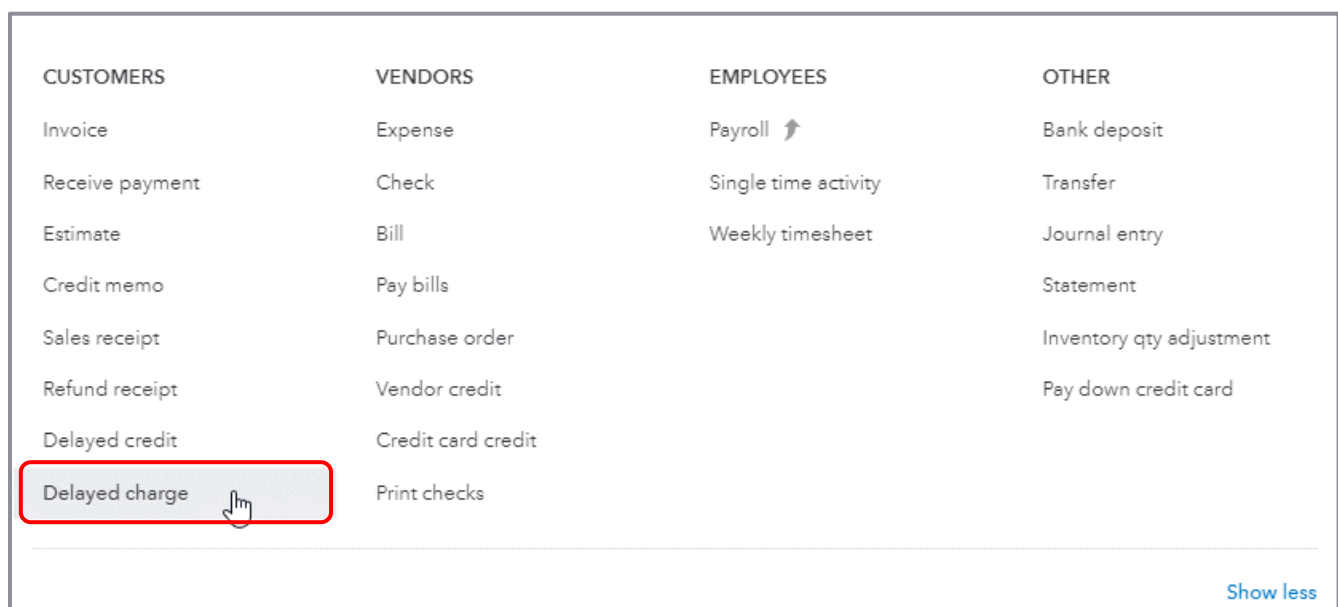 CUSTOMERS
Invoice
Receive payment
Estimate
Credit memo
Sales receipt
Refund receipt
Delayed credit
Delayed charge
VENDORS
Expense
Check
Bill
Pay bills
Purchase order
Vendor credit
Credit card credit
Print checks
EMPLOYEES
Payroll
Single time activity
Weekly timesheet
OTHER
Bank deposit
Transfer
Journal entry
Statement
Inventory qty adjustment
Pay down credit card
Show less